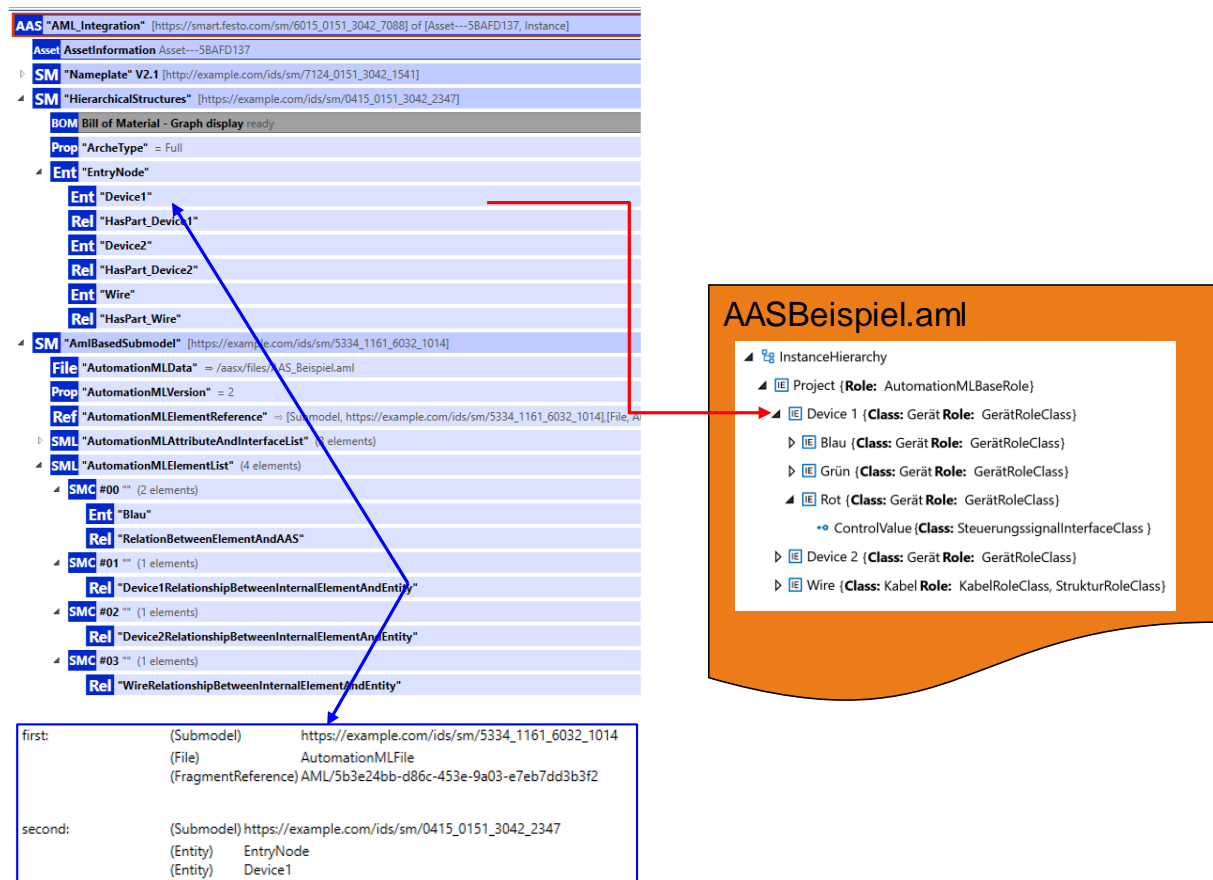 AAS "AML_Integration" [https://smart.festo.com/sm/6015_0151_3042_7088] of [Asset---5BAFD137, Instance]
Asset AssetInformation Asset---5BAFD137
SM "Nameplate" V2.1 [http://example.com/ids/sm/7124_0151_3042_1541]
SM "HierarchicalStructures" [https://example.com/ids/sm/0415_0151_3042_2347]
BOM Bill of Material - Graph display ready
Prop "ArcheType" = Full
Ent "EntryNode"
Ent "Device1"
Rel "HasPart_Device1"
Ent "Device2"
Rel "HasPart_Device2"
Ent "Wire"
Rel "HasPart_Wire"
SM "AmlBasedSubmodel" [https://example.com/ids/sm/5334_1161_6032_1014]
File "AutomationMLData" ⇒ /aasx/files/AAS_Beispiel.aml
Prop "AutomationMLVersion" = 2
Ref "AutomationMLElementReference" ⇒ [Submodel, https://example.com/ids/sm/5334_1161_6032_1014],[File, A
SML "AutomationMLAttributeAndInterfaceList" elements)
SML "AutomationMLElementList" (4 elements)
SMC #00 "" (2 elements)
Ent "Blau"
Rel "RelationBetweenElementAndAAS"
SMC #01 "" (1 elements)
Rel "Device1RelationshipBetweenInternalElementAndEntity"
SMC #02 "" (1 elements)
Rel "Device2RelationshipBetweenInternalElementAndEntity"
SMC #03 "" (1 elements)
Rel "WireRelationshipBetweenInternalElementAndEntity"
first: (Submodel) https://example.com/ids/sm/5334_1161_6032_1014
(File) AutomationMLFile
(FragmentReference) AML/5b3e24bb-d86c-453e-9a03-e7eb7dd3b3f2
second: (Submodel) https://example.com/ids/sm/0415_0151_3042_2347
(Entity) EntryNode
(Entity) Device1
AASBeispiel.aml
InstanceHierarchy
IE Project {Role: AutomationMLBaseRole}
IE Device 1 {Class: Gerät Role: GerätRoleClass}
IE Blau {Class: Gerät Role: GerätRoleClass}
IE Grün {Class: Gerät Role: GerätRoleClass}
IE Rot {Class: Gerät Role: GerätRoleClass}
ControlValue {Class: SteuerungssignalInterfaceClass }
IE Device 2 {Class: Gerät Role: GerätRoleClass}
IE Wire {Class: Kabel Role: KabelRoleClass, StrukturRoleClass}